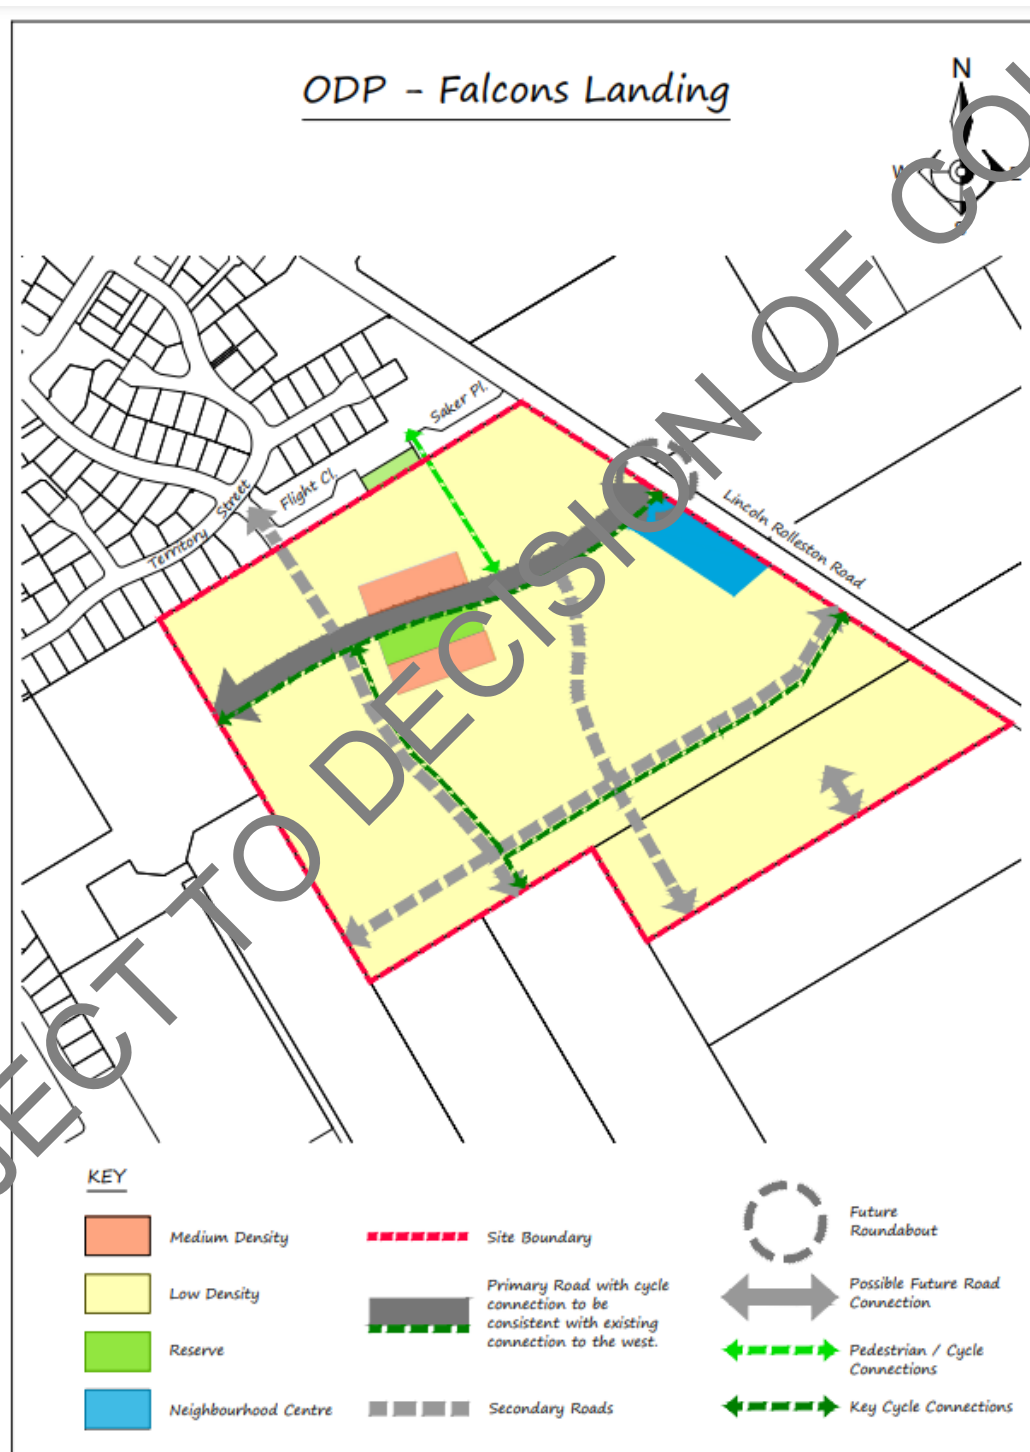 ODP - Falcons Landing
N
W
E
S
Saker Pl.
Flight Cl.
Territory Street
Lincoln Rolleston Road
TO DECISION OF
KEY
Medium Density
Low Density
Reserve
Neighbourhood Centre
Site Boundary
Primary Road with cycle
connection to be
consistent with existing
connection to the west.
Secondary Roads
Future
Roundabout
Possible Future Road
Connection
Pedestrian / Cycle
Connections
Key Cycle Connections